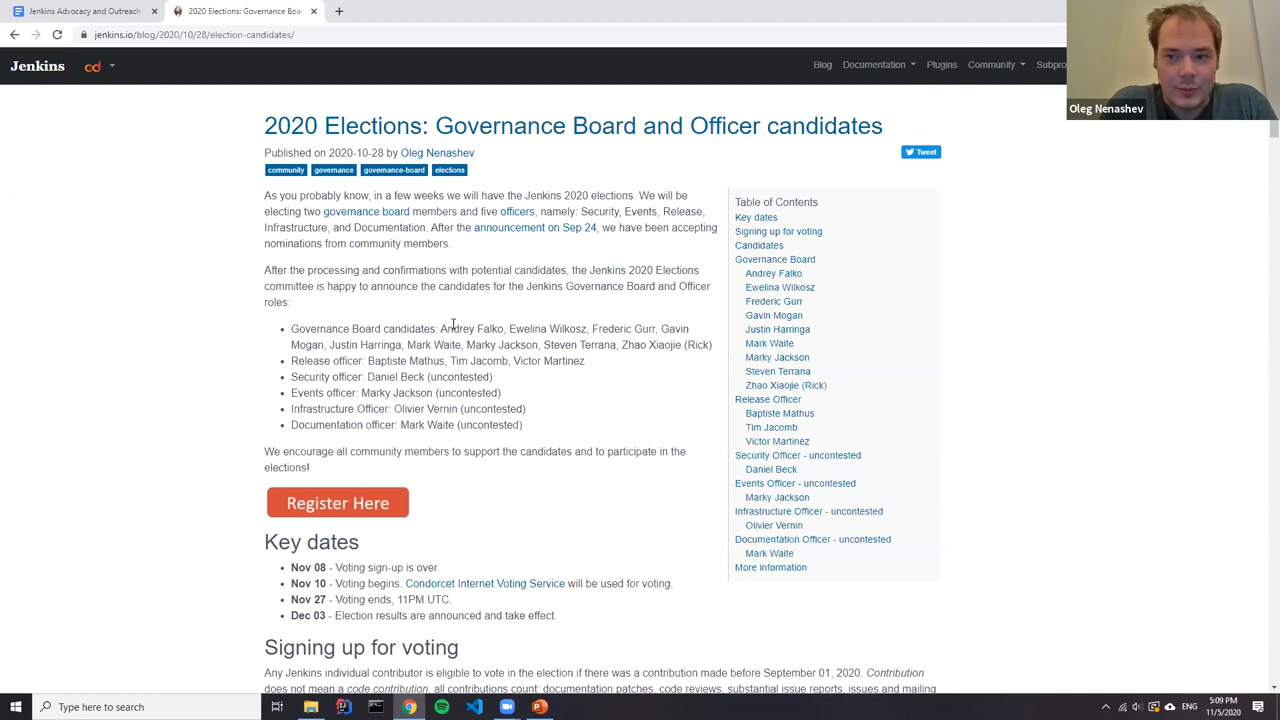 Jenkins Advocacy and Outreach
2020 Elections: Governance Boa
jenkins.io/blog/2020/10/28/election-candidates/
Jenkins
cd
Blog
Documentation
Plugins
Community
Subpro
Oleg Nenashev
2020 Elections: Governance Board and Officer candidates
Published on 2020-10-28 by Oleg Nenashev
Tweet
community governance governance-board elections
As you probably know, in a few weeks we will have the Jenkins 2020 elections. We will be
electing two governance board members and five officers, namely: Security, Events, Release,
Infrastructure, and Documentation. After the announcement on Sep 24, we have been accepting
nominations from community members.
After the processing and confirmations with potential candidates, the Jenkins 2020 Elections
committee is happy to announce the candidates for the Jenkins Governance Board and Officer
roles:
Governance Board candidates: Andrey Falko, Ewelina Wilkosz, Frederic Gurr, Gavin
Mogan, Justin Harringa, Mark Waite, Marky Jackson, Steven Terrana, Zhao Xiaojie (Rick)
Release officer: Baptiste Mathus, Tim Jacomb, Victor Martinez
Security officer: Daniel Beck (uncontested)
Events officer: Marky Jackson (uncontested)
Infrastructure Officer: Olivier Vernin (uncontested)
Documentation officer: Mark Waite (uncontested)
We encourage all community members to support the candidates and to participate in the
elections!
Register Here
Key dates
Nov 08 - Voting sign-up is over.
Nov 10 - Voting begins. Condorcet Internet Voting Service will be used for voting.
Nov 27 - Voting ends, 11PM UTC.
Dec 03 - Election results are announced and take effect.
Signing up for voting
Any Jenkins individual contributor is eligible to vote in the election if there was a contribution made before September 01, 2020. Contribution
does not mean a code contribution, all contributions count: documentation patches, code reviews, substantial issue reports, issues and mailing
Table of Contents
Key dates
Signing up for voting
Candidates
Governance Board
Andrey Falko
Ewelina Wilkosz
Frederic Gurr
Gavin Mogan
Justin Harringa
Mark Waite
Marky Jackson
Steven Terrana
Zhao Xiaojie (Rick)
Release Officer
Baptiste Mathus
Tim Jacomb
Victor Martinez
Security Officer - uncontested
Daniel Beck
Events Officer - uncontested
Marky Jackson
Infrastructure Officer - uncontested
Olivier Vernin
Documentation Officer - uncontested
Mark Waite
More information
Type here to search
ENG
5:09 PM
11/5/2020